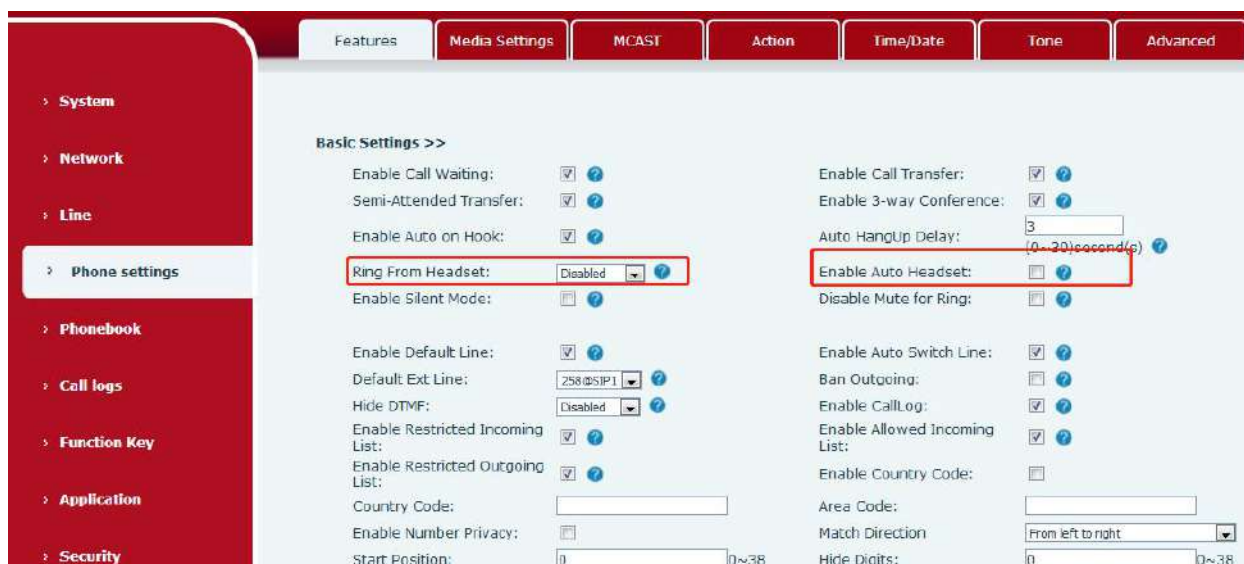 Features Media Settings MCAST Action Time/Date Tone Advanced
› System
› Network
› Line
› Phone settings
› Phonebook
› Call logs
› Function Key
› Application
› Security
Basic Settings >>
Enable Call Waiting: Enable Call Transfer:
Semi-Attended Transfer: Enable 3-way Conference:
Enable Auto on Hook: Auto HangUp Delay: 3
(0~30)second(s)
Ring From Headset: Disabled Enable Auto Headset:
Enable Silent Mode: Disable Mute for Ring:
Enable Default Line: Enable Auto Switch Line:
Default Ext Line: 258@SIP1 Ban Outgoing:
Hide DTMF: Disabled Enable CallLog:
Enable Restricted Incoming List: Enable Allowed Incoming List:
Enable Restricted Outgoing List: Enable Country Code:
Country Code: Area Code:
Enable Number Privacy: Match Direction From left to right
Start Position: 0 0~38 Hide Digits: 0 0~38